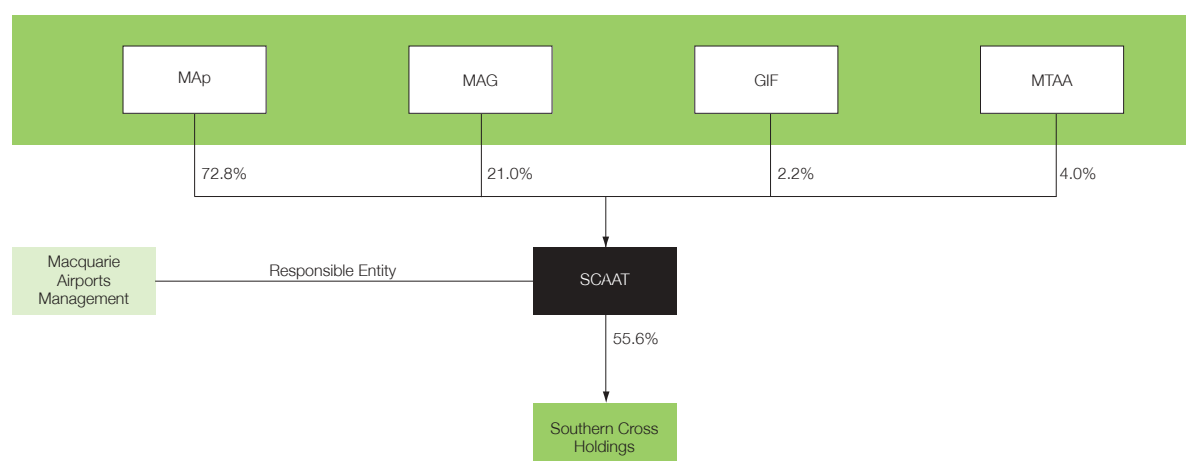 MAp
MAG
GIF
MTAA
72.8%
21.0%
2.2%
4.0%
Macquarie
Airports
Management
Responsible Entity
SCAAT
55.6%
Southern Cross
Holdings